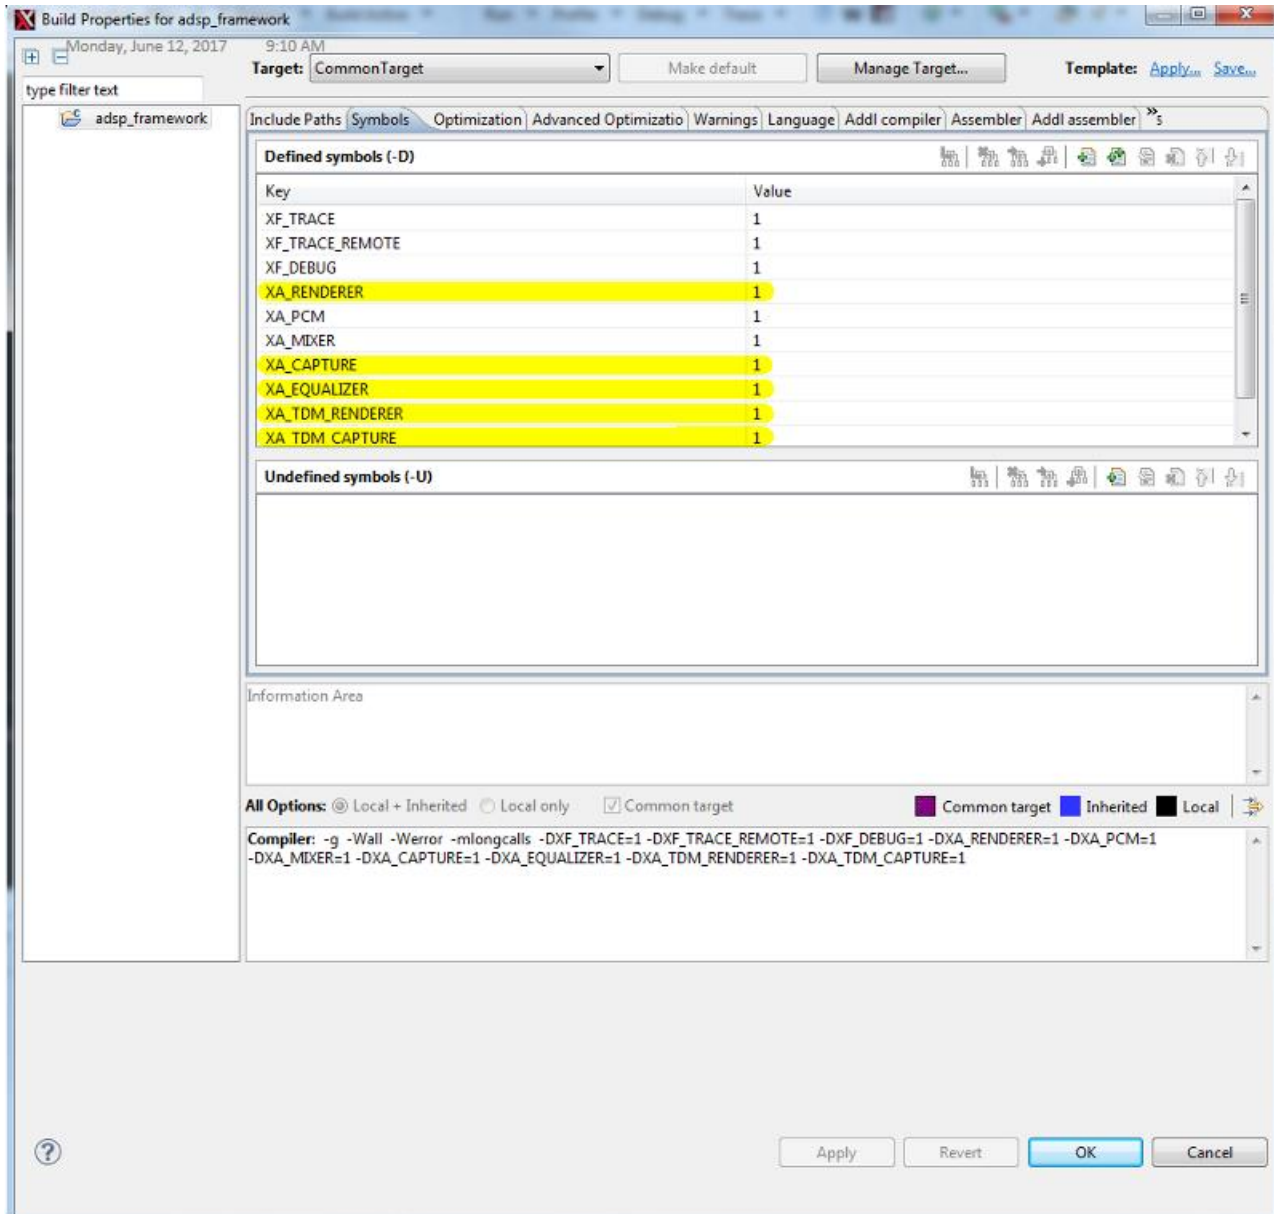 Build Properties for adsp_framework
Monday, June 12, 2017 9:10 AM
Target: CommonTarget Make default Manage Target... Template: Apply... Save...
type filter text
adsp_framework
Include Paths Symbols Optimization Advanced Optimizatio Warnings Language Addl compiler Assembler Addl assembler »5
Defined symbols (-D)
Key Value
XF_TRACE 1
XF_TRACE_REMOTE 1
XF_DEBUG 1
XA_RENDERER 1
XA_PCM 1
XA_MIXER 1
XA_CAPTURE 1
XA_EQUALIZER 1
XA_TDM_RENDERER 1
XA_TDM_CAPTURE 1
Undefined symbols (-U)
Information Area
All Options: Local + Inherited Local only Common target Common target Inherited Local
Compiler: -g -Wall -Werror -mlongcalls -DXF_TRACE=1 -DXF_TRACE_REMOTE=1 -DXF_DEBUG=1 -DXA_RENDERER=1 -DXA_PCM=1
-DXA_MIXER=1 -DXA_CAPTURE=1 -DXA_EQUALIZER=1 -DXA_TDM_RENDERER=1 -DXA_TDM_CAPTURE=1
Apply Revert OK Cancel